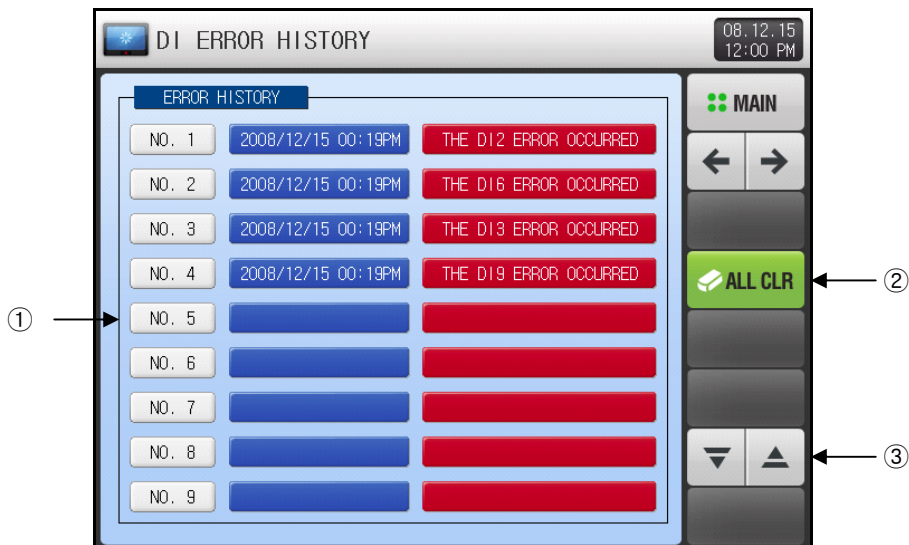 DI ERROR HISTORY
08.12.15
12:00 PM
ERROR HISTORY
MAIN
NO. 1 2008/12/15 00:19PM THE DI2 ERROR OCCURRED
NO. 2 2008/12/15 00:19PM THE DI6 ERROR OCCURRED
NO. 3 2008/12/15 00:19PM THE DI3 ERROR OCCURRED
NO. 4 2008/12/15 00:19PM THE DI9 ERROR OCCURRED
ALL CLR ②
① NO. 5
NO. 6
NO. 7
NO. 8
③
NO. 9